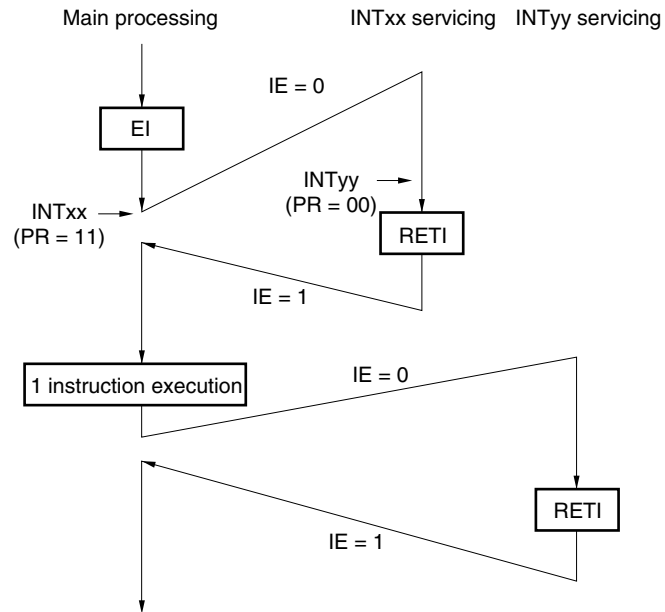 Main processing
INTxx servicing
INTyy servicing
IE = 0
EI
INTyy
(PR = 00)
INTxx
(PR = 11)
RETI
IE = 1
1 instruction execution
IE = 0
RETI
IE = 1